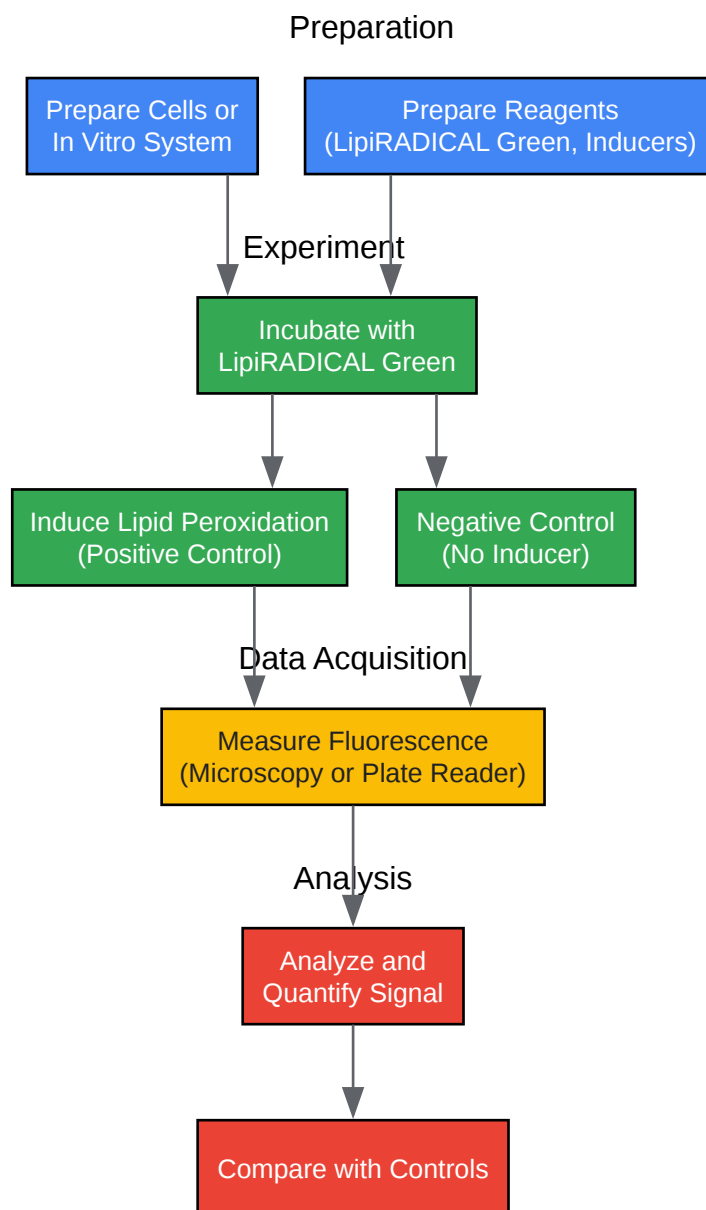 Preparation
Prepare Cells or
In Vitro System
Prepare Reagents
(LipiRADICAL Green, Inducers)
Experiment
Incubate with
LipiRADICAL Green
Induce Lipid Peroxidation
(Positive Control)
Negative Control
(No Inducer)
Data Acquisition
Measure Fluorescence
(Microscopy or Plate Reader)
Analysis
Analyze and
Quantify Signal
Compare with Controls